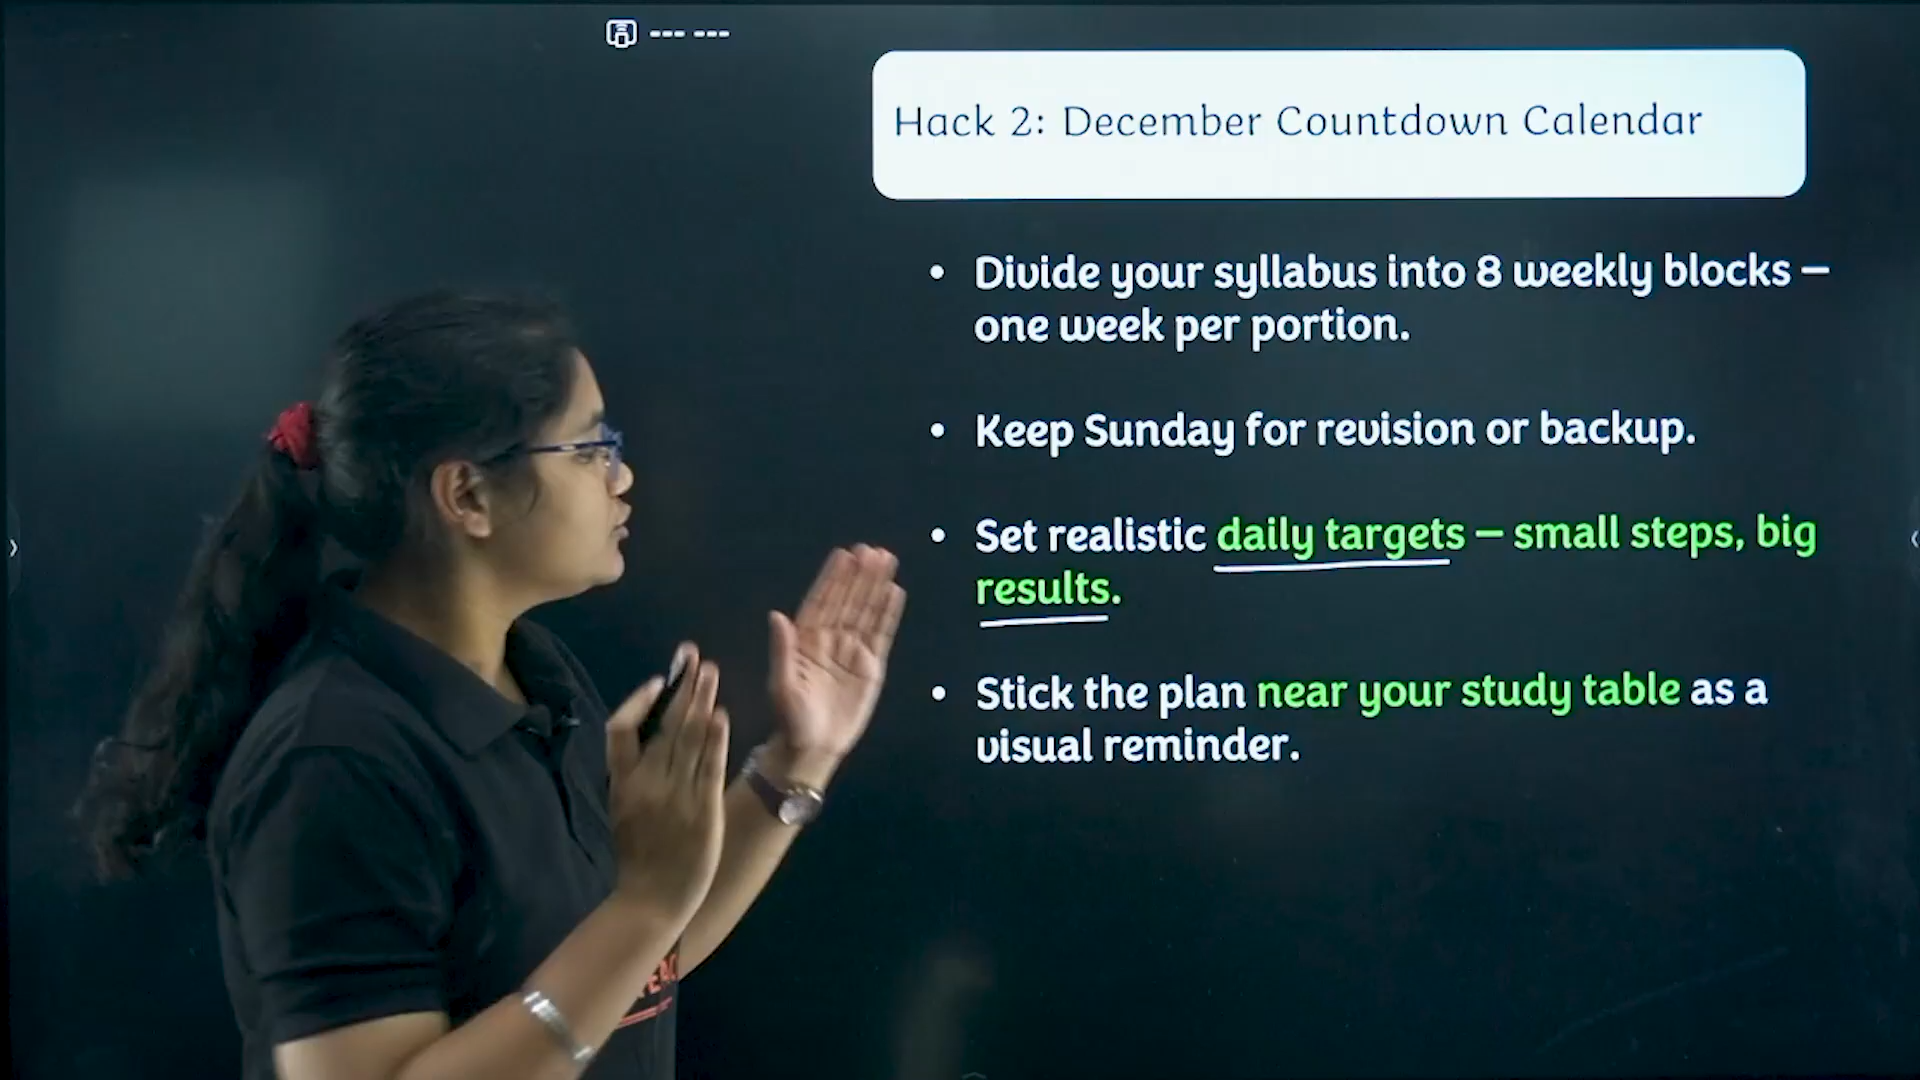 Hack 2: December Countdown Calendar
• Divide your syllabus into 8 weekly blocks –
one week per portion.
• Keep Sunday for revision or backup.
• Set realistic daily targets – small steps, big
results.
• Stick the plan near your study table as a
visual reminder.